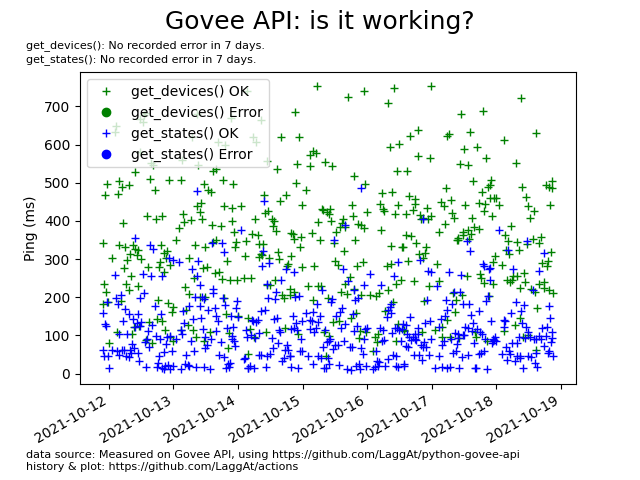 Govee API: is it working?
get_devices(): No recorded error in 7 days.
get_states(): No recorded error in 7 days.
get_devices() OK
get_devices() Error
get_states() OK
get_states() Error
Ping (ms)
700
600
500
400
300
200
100
0
2021-10-12
2021-10-13
2021-10-14
2021-10-15
2021-10-16
2021-10-17
2021-10-18
2021-10-19
data source: Measured on Govee API, using https://github.com/LaggAt/python-govee-api
history & plot: https://github.com/LaggAt/actions